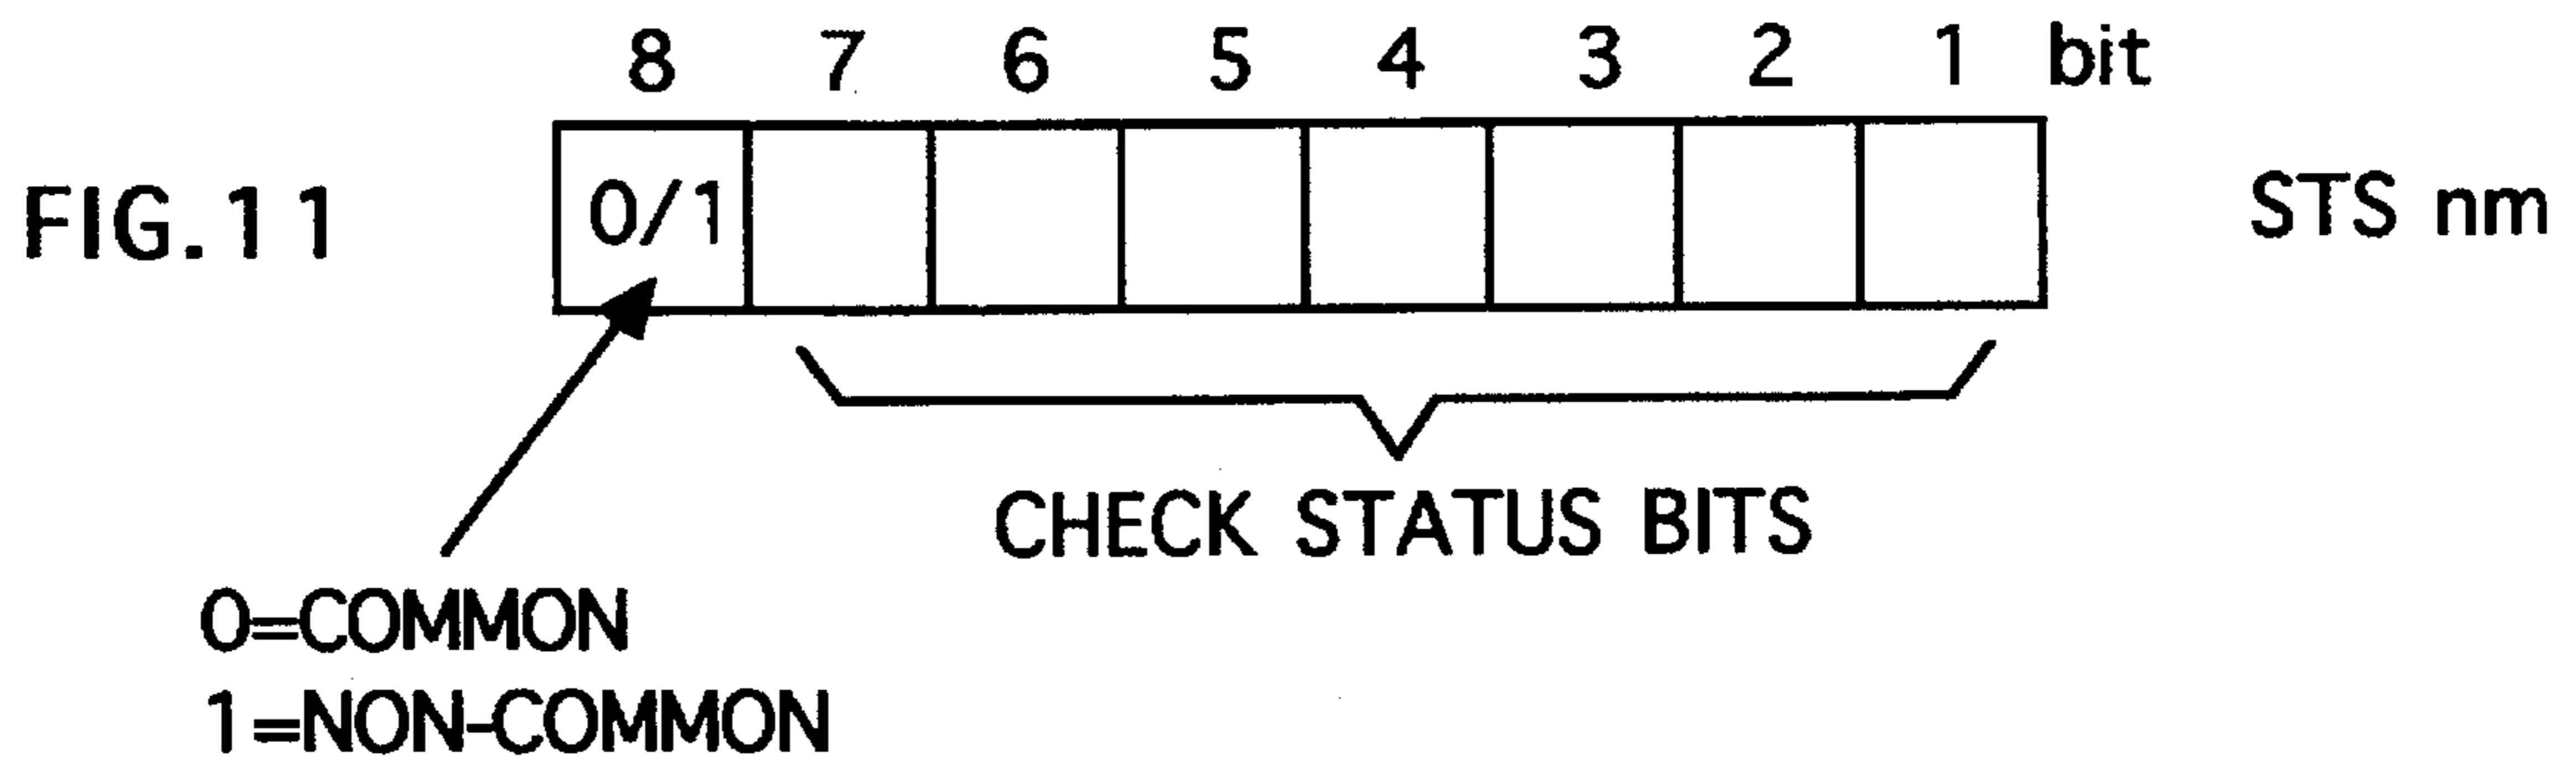 8 7 6 5 4 3 2 1 bit
FIG.11
0/1
STS nm
CHECK STATUS BITS
0=COMMON
1=NON-COMMON